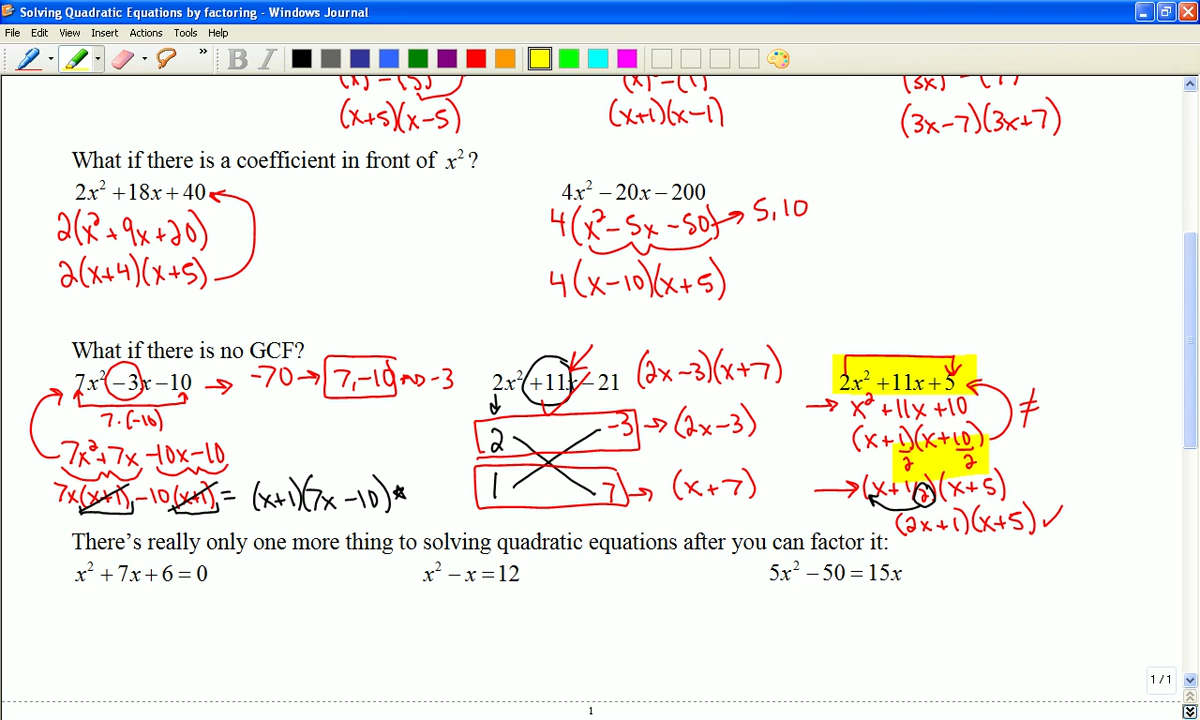 Solving Quadratic Equations by factoring - Windows Journal
File Edit View Insert Actions Tools Help
B I
(x+5)(x-5) (x+1)(x-1) (3x-7)(3x+7)
What if there is a coefficient in front of x²?
2x² +18x+40 4x² −20x−200
2(x²+9x+20) 4(x²-5x-50) → 5,10
2(x+4)(x+5) 4(x-10)(x+5)
What if there is no GCF?
7x² −3x−10 → -70 → 7,-10 2x² +11x−21 (2x-3)(x+7) 2x² +11x+5
7·(-10) → x²+11x+10 ≠
2 -3 → (2x-3) (x+1/2)(x+10/2)
7x²+7x-10x-10
7x(x+1)-10(x+1) = (x+1)(7x-10)* 1 7 → (x+7) → (x+1/2)(x+5)
(2x+1)(x+5) ✓
There's really only one more thing to solving quadratic equations after you can factor it:
x² +7x+6=0 x² −x=12 5x² −50=15x
1/1
1